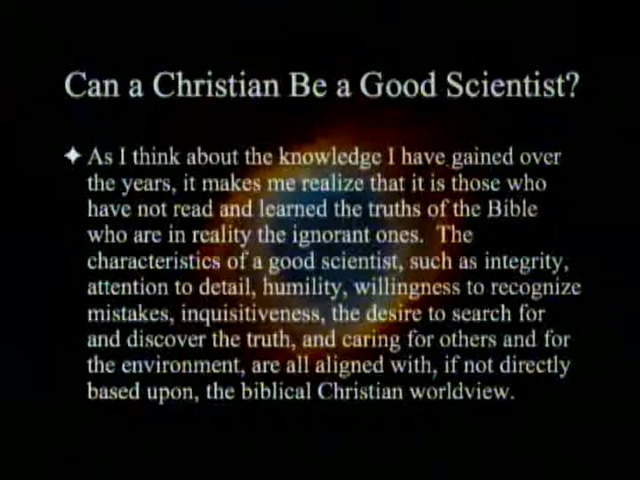 Can a Christian Be a Good Scientist?
As I think about the knowledge I have gained over
the years, it makes me realize that it is those who
have not read and learned the truths of the Bible
who are in reality the ignorant ones.  The
characteristics of a good scientist, such as integrity,
attention to detail, humility, willingness to recognize
mistakes, inquisitiveness, the desire to search for
and discover the truth, and caring for others and for
the environment, are all aligned with, if not directly
based upon, the biblical Christian worldview.